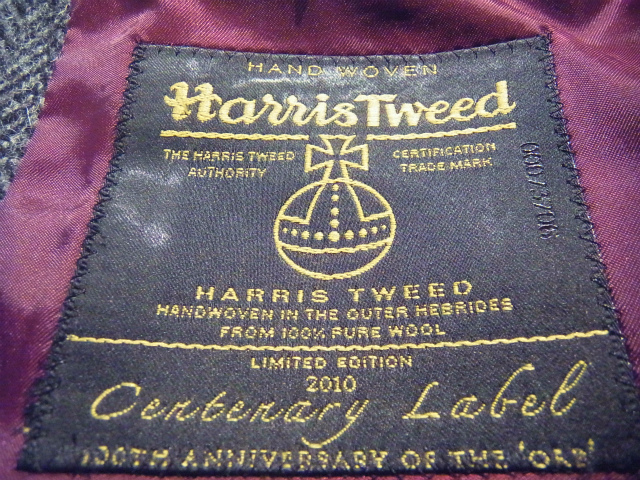 HAND WOVEN
Harris Tweed
THE HARRIS TWEED AUTHORITY
CERTIFICATION TRADE MARK
HARRIS TWEED
HANDWOVEN IN THE OUTER HEBRIDES
FROM 100% PURE WOOL
LIMITED EDITION
2010
Centenary Label
100TH ANNIVERSARY OF THE 'ORB'